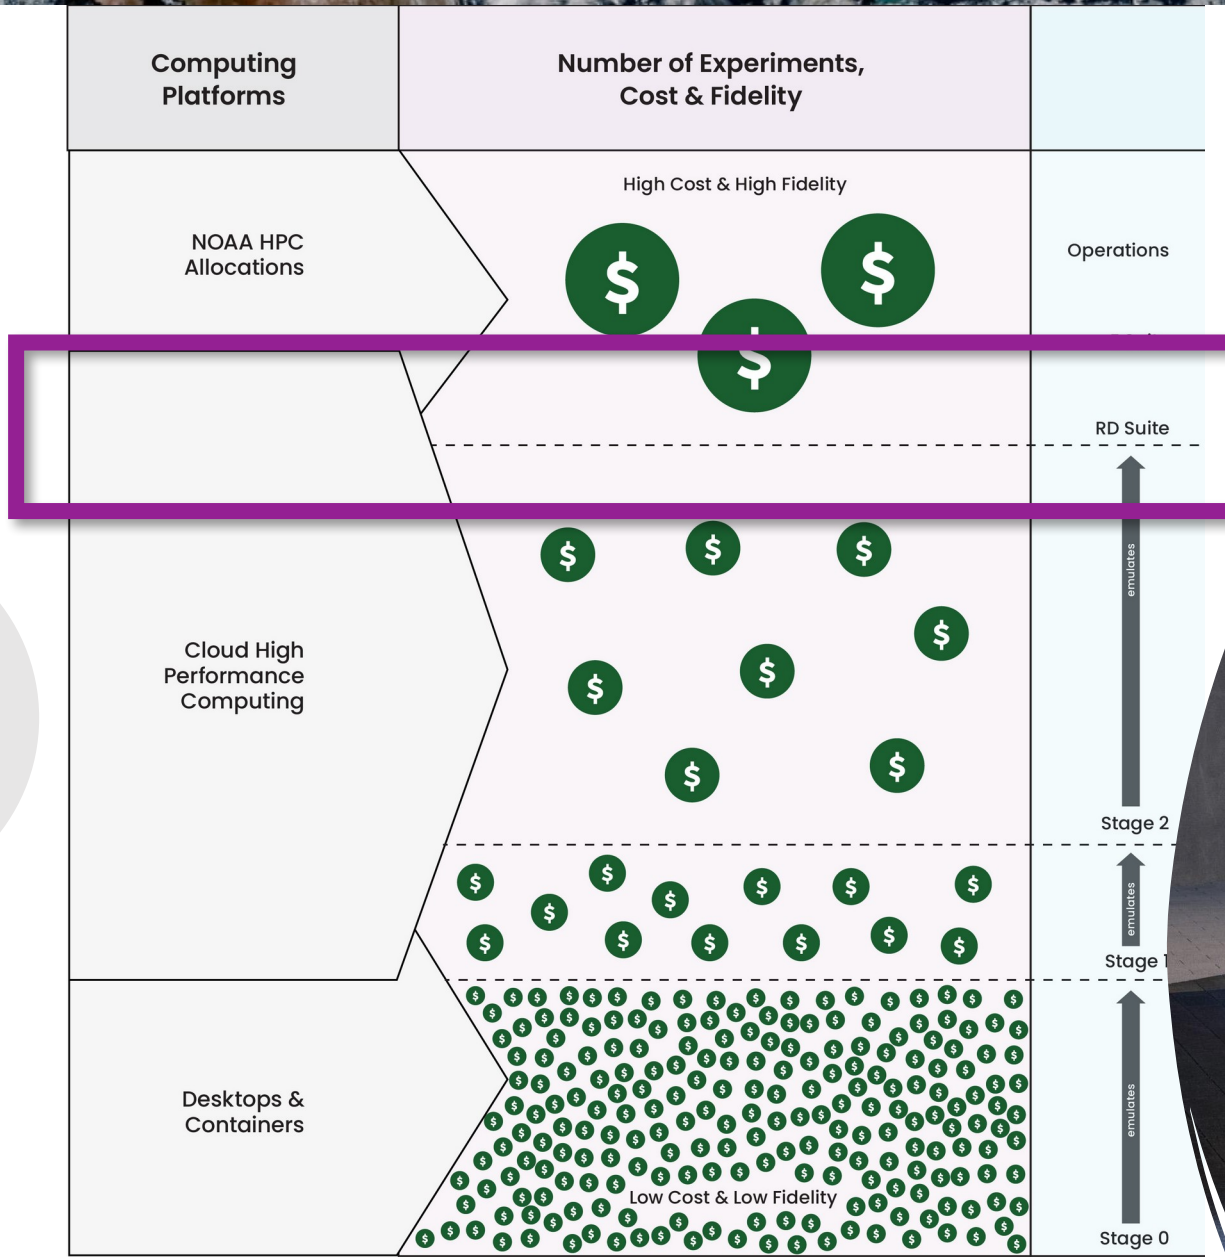 Computing
Platforms
Number of Experiments,
Cost & Fidelity
High Cost & High Fidelity
NOAA HPC
Allocations
Operations
RD Suite
emulates
Cloud High
Performance
Computing
Stage 2
emulates
Stage 1
Desktops &
Containers
emulates
Low Cost & Low Fidelity
Stage 0